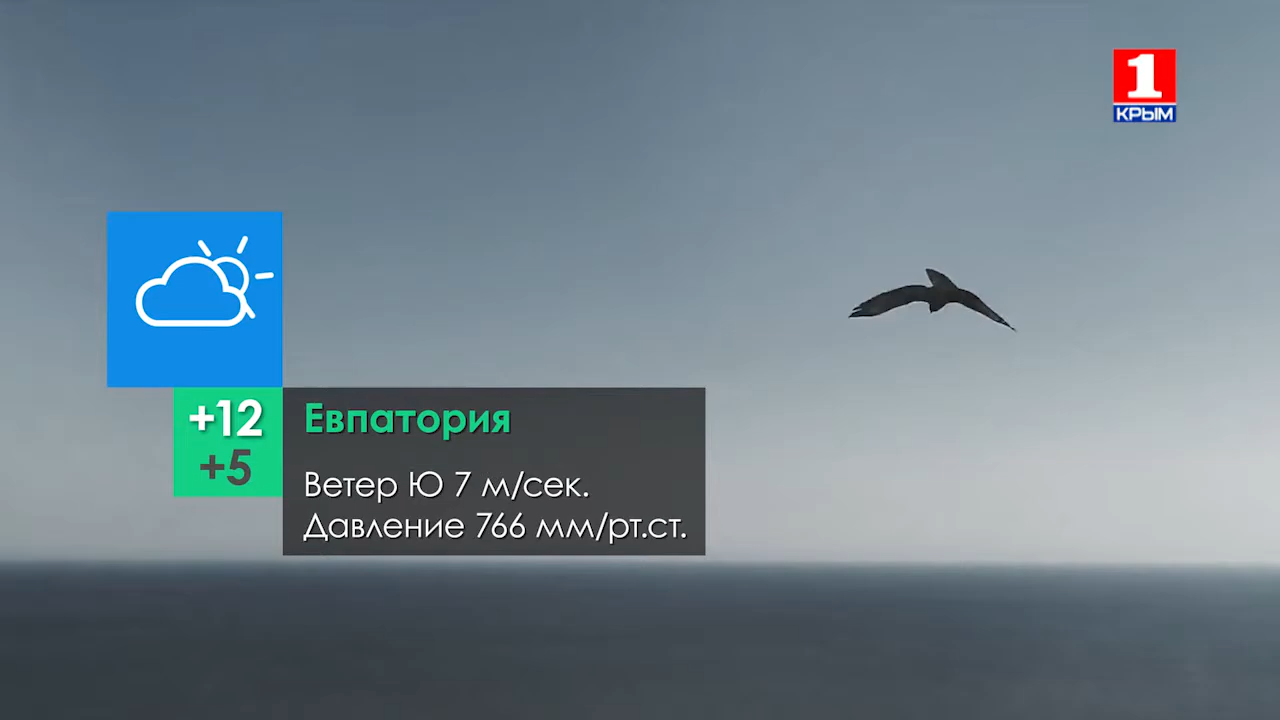 1
КРЫМ
+12
+5
Евпатория
Ветер Ю 7 м/сек.
Давление 766 мм/рт.ст.